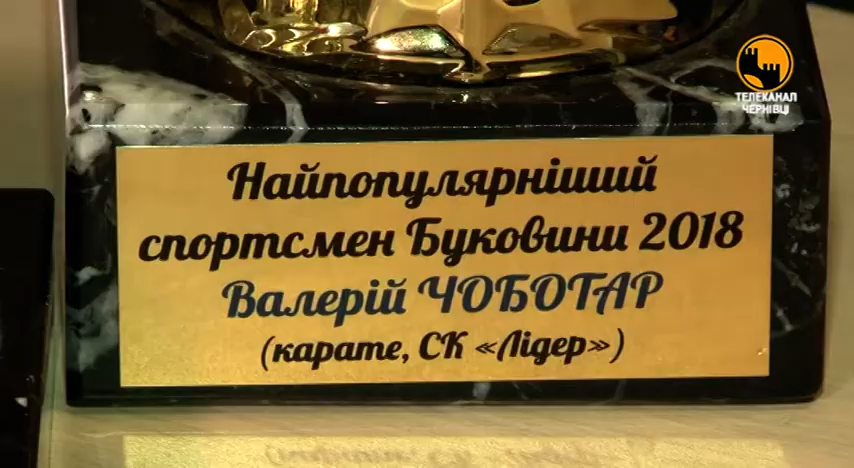 ТЕЛЕКАНАЛ
ЧЕРНІВЦІ
Найпопулярніший
спортсмен Буковини 2018
Валерій ЧОБОТАР
(карате, СК «Лідер»)